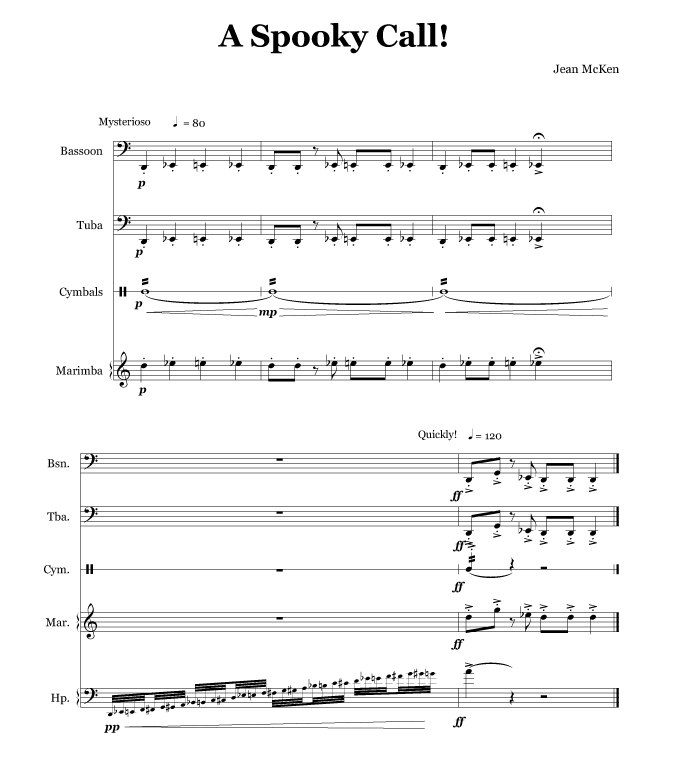 A Spooky Call!
Jean McKen
Mysterioso ♩ = 80
Bassoon
p
Tuba
p
Cymbals
p
mp
Marimba
p
Quickly! ♩ = 120
Bsn.
ff
Tba.
ff
Cym.
ff
Mar.
ff
Hp.
pp
ff